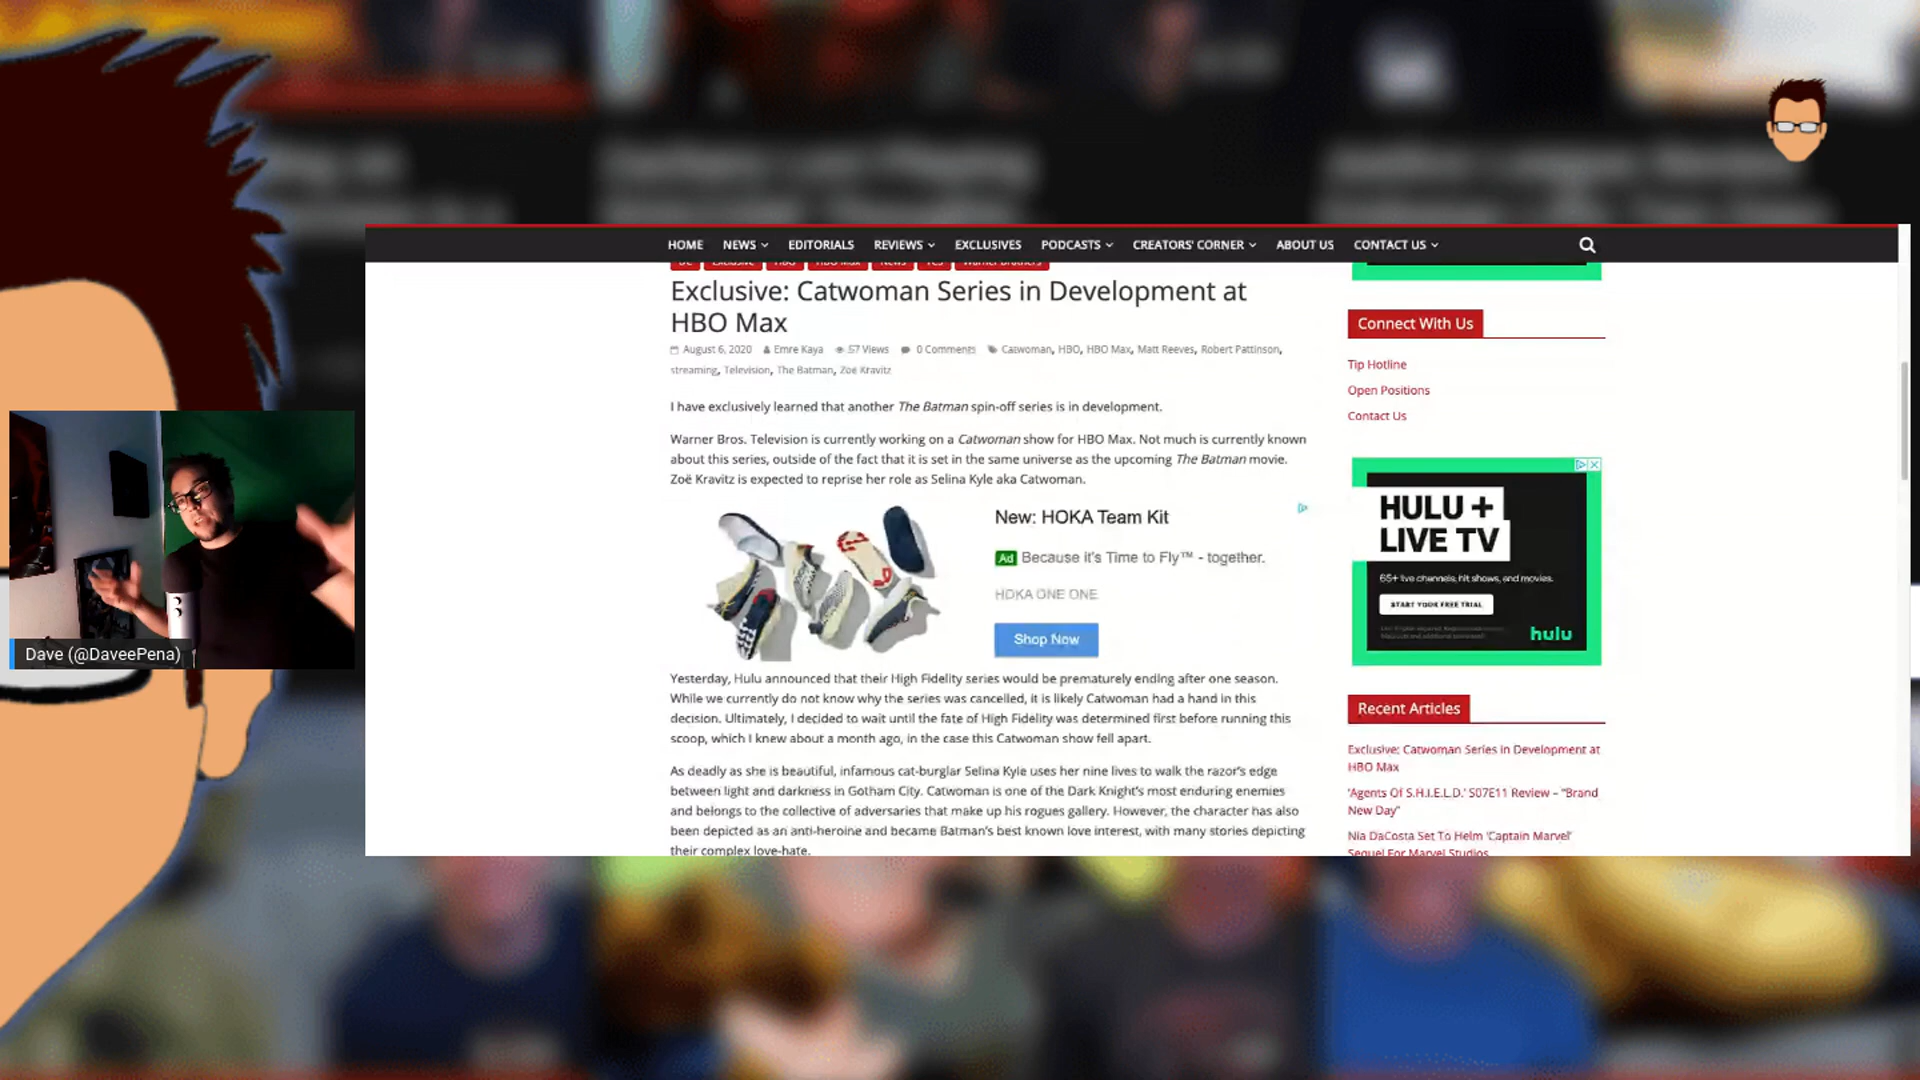 HOME NEWS EDITORIALS REVIEWS EXCLUSIVES PODCASTS CREATORS' CORNER ABOUT US CONTACT US
DC Exclusive HBO HBO Max News TCS Warner Brothers
Exclusive: Catwoman Series in Development at
HBO Max
August 6, 2020 Emre Kaya 57 Views 0 Comments Catwoman, HBO, HBO Max, Matt Reeves, Robert Pattinson,
streaming, Television, The Batman, Zoë Kravitz
I have exclusively learned that another The Batman spin-off series is in development.
Warner Bros. Television is currently working on a Catwoman show for HBO Max. Not much is currently known
about this series, outside of the fact that it is set in the same universe as the upcoming The Batman movie.
Zoë Kravitz is expected to reprise her role as Selina Kyle aka Catwoman.
New: HOKA Team Kit
Ad Because it's Time to Fly™ - together.
HOKA ONE ONE
Shop Now
Yesterday, Hulu announced that their High Fidelity series would be prematurely ending after one season.
While we currently do not know why the series was cancelled, it is likely Catwoman had a hand in this
decision. Ultimately, I decided to wait until the fate of High Fidelity was determined first before running this
scoop, which I knew about a month ago, in the case this Catwoman show fell apart.
As deadly as she is beautiful, infamous cat-burglar Selina Kyle uses her nine lives to walk the razor's edge
between light and darkness in Gotham City. Catwoman is one of the Dark Knight's most enduring enemies
and belongs to the collective of adversaries that make up his rogues gallery. However, the character has also
been depicted as an anti-heroine and became Batman's best known love interest, with many stories depicting
their complex love-hate.
Connect With Us
Tip Hotline
Open Positions
Contact Us
HULU +
LIVE TV
65+ live channels, hit shows, and movies.
START YOUR FREE TRIAL
hulu
Recent Articles
Exclusive: Catwoman Series in Development at
HBO Max
'Agents Of S.H.I.E.L.D.' S07E11 Review – "Brand
New Day"
Nia DaCosta Set To Helm 'Captain Marvel'
Sequel For Marvel Studios
Dave (@DaveePena)